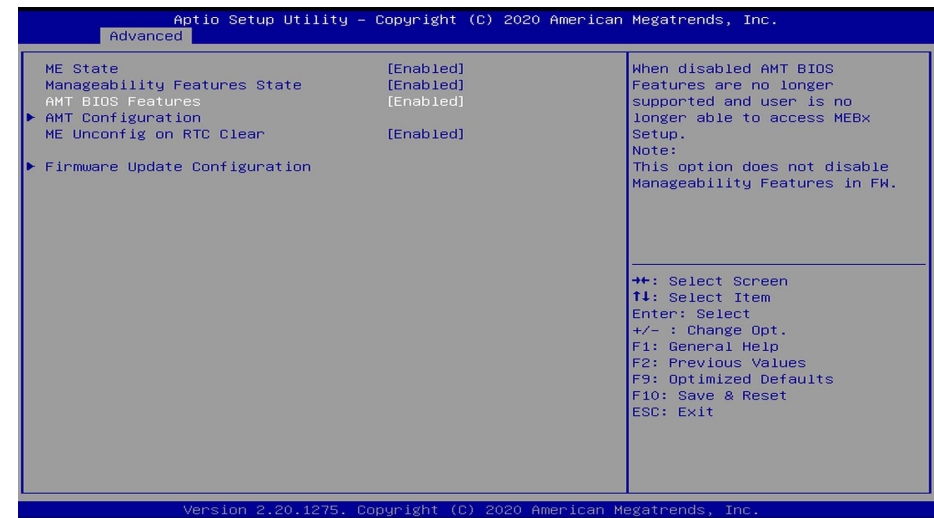 Aptio Setup Utility – Copyright (C) 2020 American Megatrends, Inc.
Advanced
ME State [Enabled]
Manageability Features State [Enabled]
AMT BIOS Features [Enabled]
▶ AMT Configuration
ME Unconfig on RTC Clear [Enabled]
▶ Firmware Update Configuration
When disabled AMT BIOS
Features are no longer
supported and user is no
longer able to access MEBx
Setup.
Note:
This option does not disable
Manageability Features in FW.
→←: Select Screen
↑↓: Select Item
Enter: Select
+/- : Change Opt.
F1: General Help
F2: Previous Values
F9: Optimized Defaults
F10: Save & Reset
ESC: Exit
Version 2.20.1275. Copyright (C) 2020 American Megatrends, Inc.